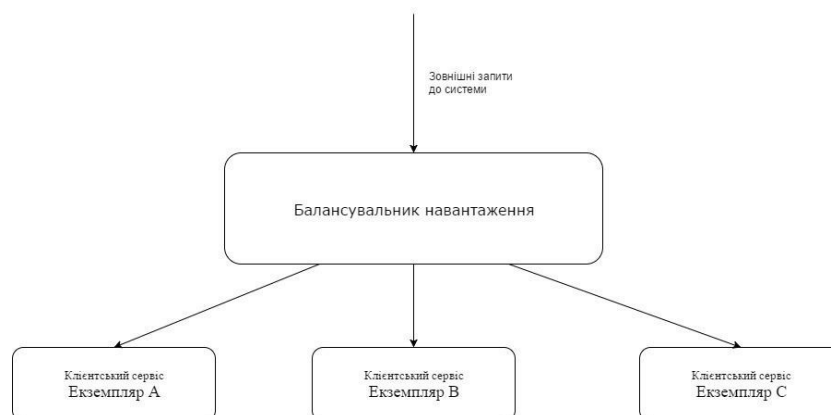 Зовнішні запити
до системи
Балансувальник навантаження
Клієнтський сервіс
Екземпляр А
Клієнтський сервіс
Екземпляр В
Клієнтський сервіс
Екземпляр С